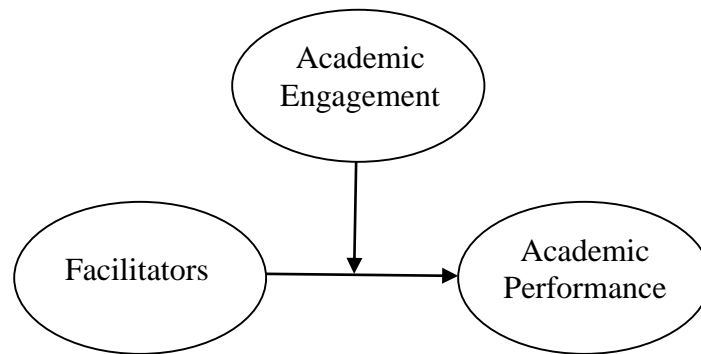 Academic
Engagement
Facilitators
Academic
Performance